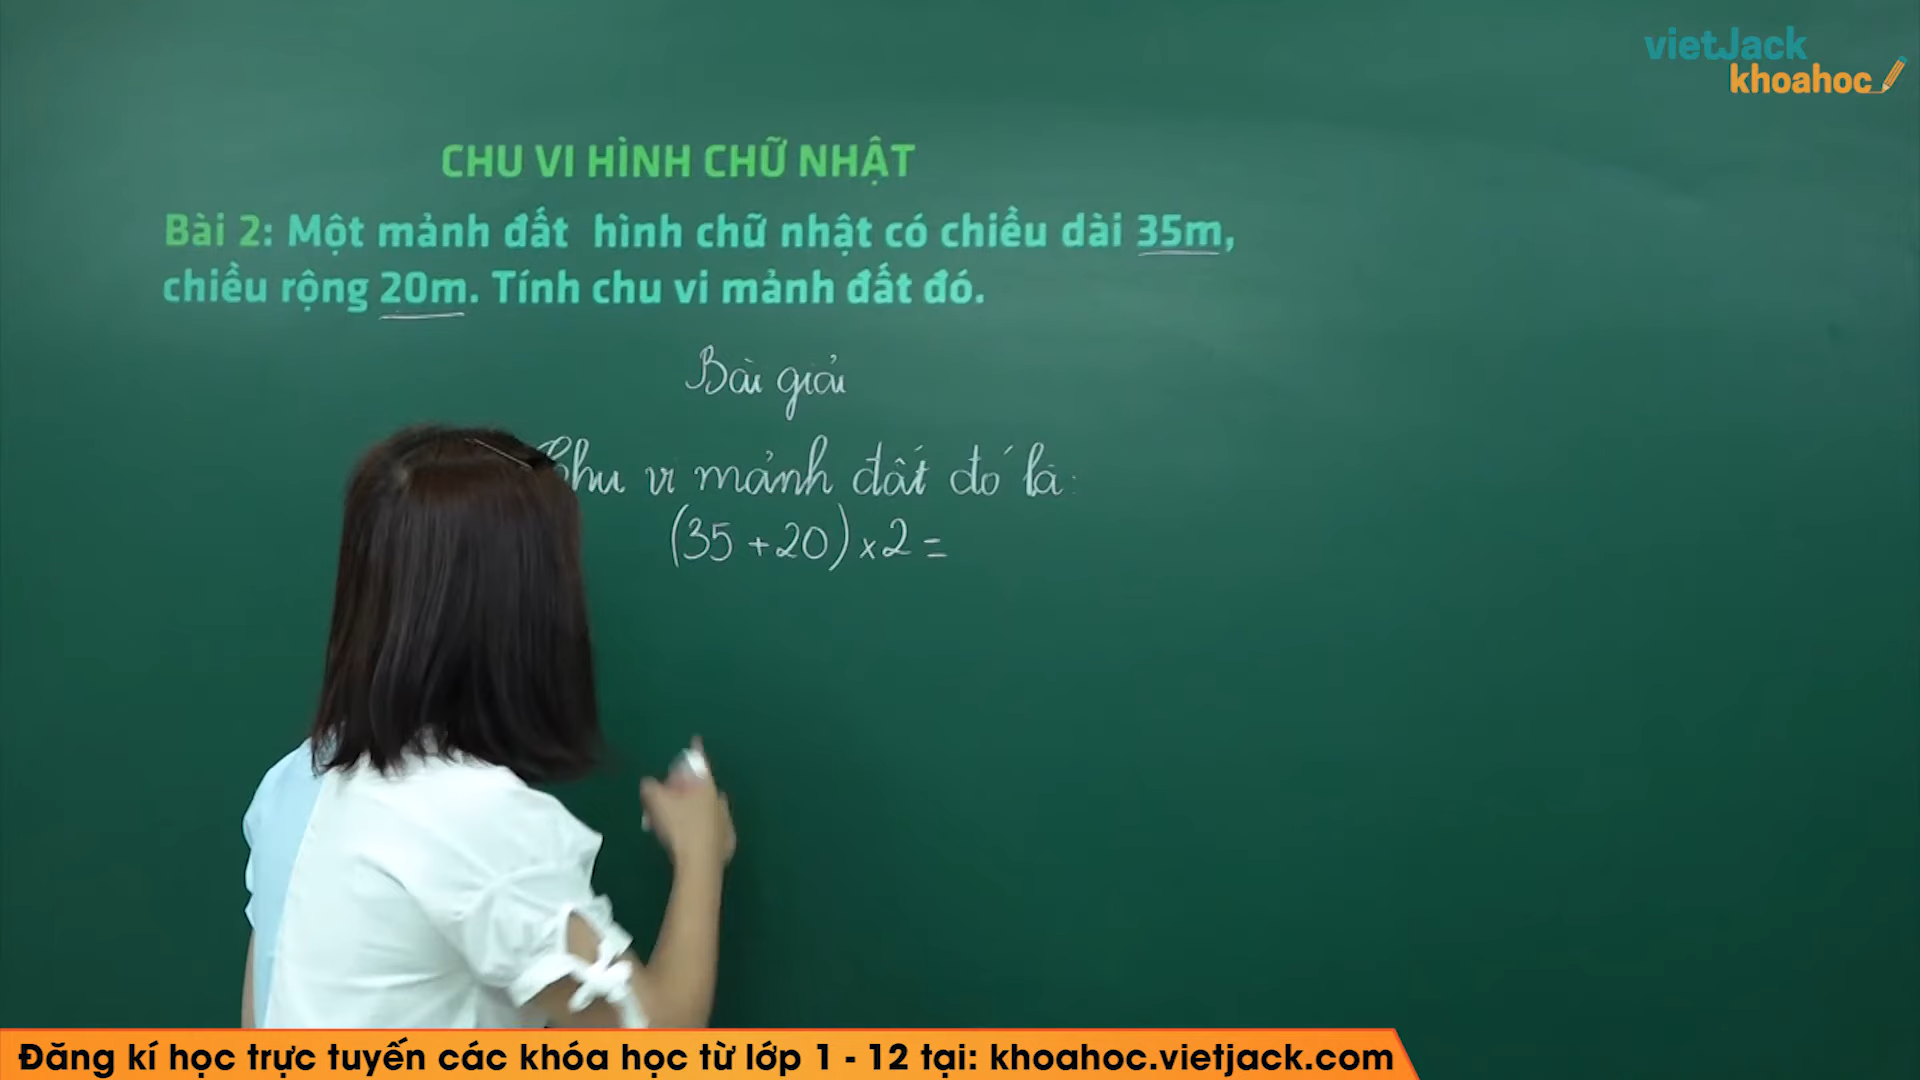 vietJack
khoahoc
CHU VI HÌNH CHỮ NHẬT
Bài 2: Một mảnh đất hình chữ nhật có chiều dài 35m,
chiều rộng 20m. Tính chu vi mảnh đất đó.
Bài giải
Chu vi mảnh đất đó là:
(35 + 20) x 2 =
Đăng kí học trực tuyến các khóa học từ lớp 1 - 12 tại: khoahoc.vietjack.com